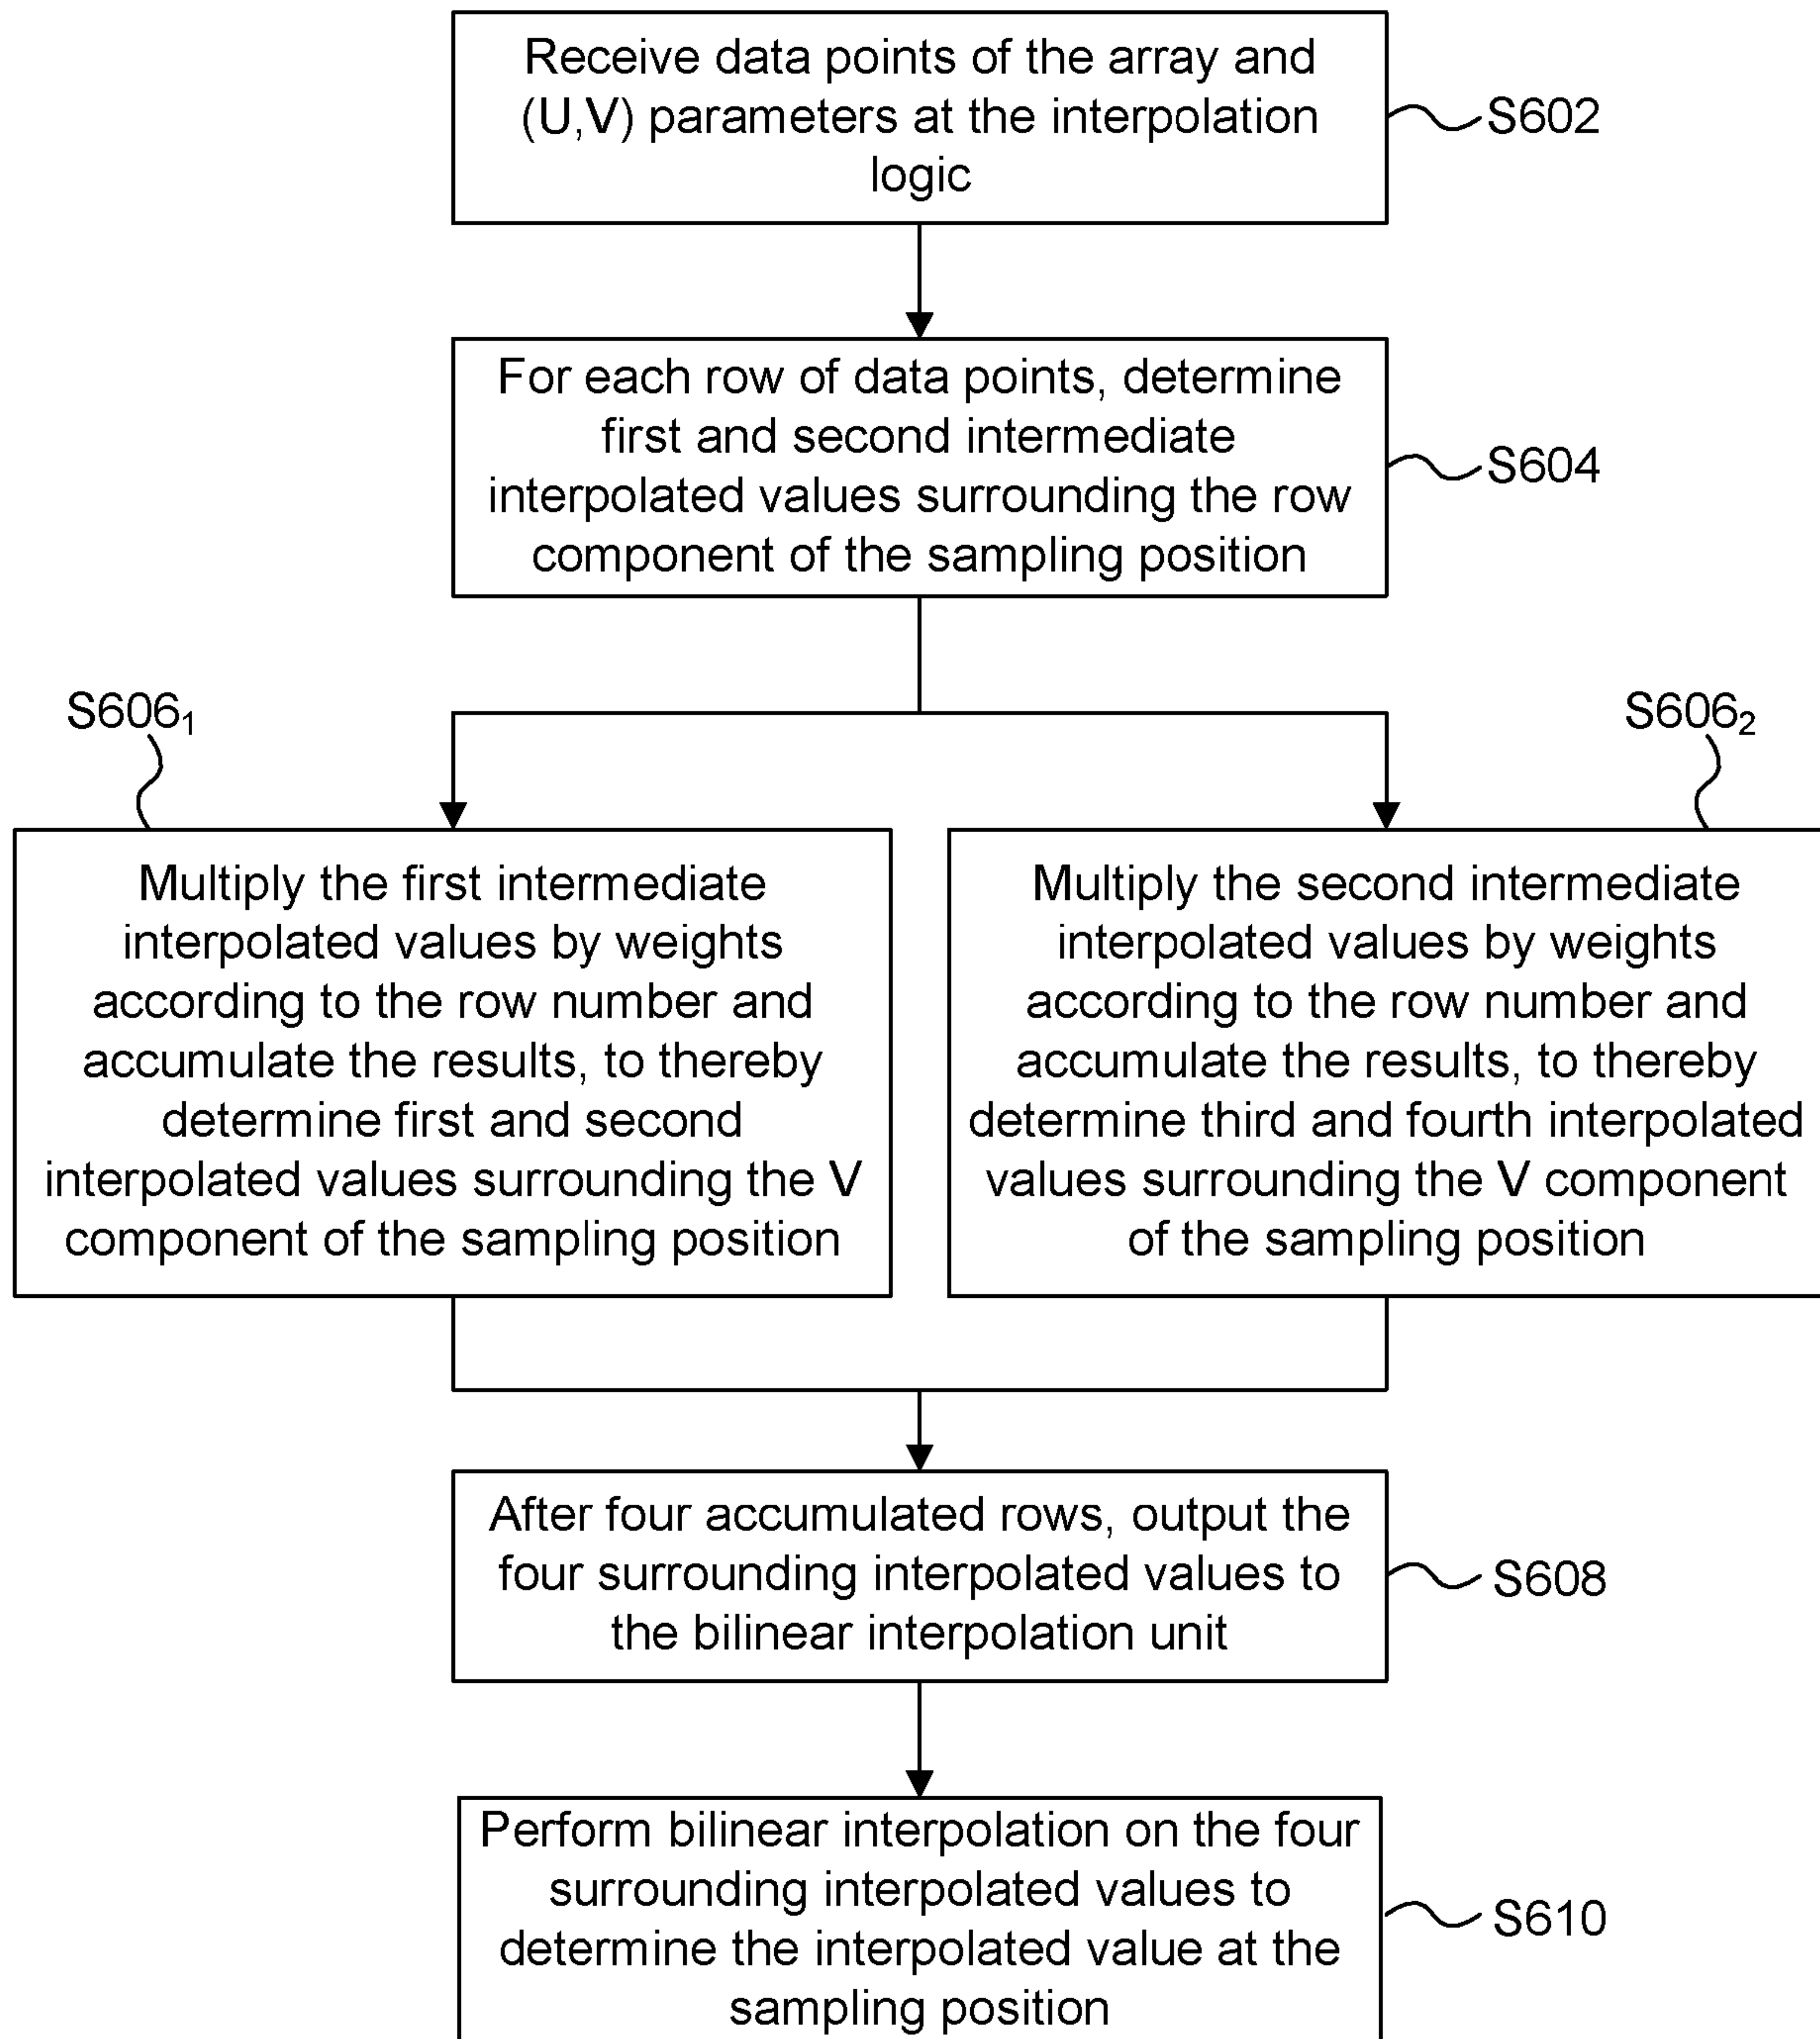 Receive data points of the array and
(U,V) parameters at the interpolation
logic
S602
For each row of data points, determine
first and second intermediate
interpolated values surrounding the row
component of the sampling position
S604
S606₁
S606₂
Multiply the first intermediate
interpolated values by weights
according to the row number and
accumulate the results, to thereby
determine first and second
interpolated values surrounding the V
component of the sampling position
Multiply the second intermediate
interpolated values by weights
according to the row number and
accumulate the results, to thereby
determine third and fourth interpolated
values surrounding the V component
of the sampling position
After four accumulated rows, output the
four surrounding interpolated values to
the bilinear interpolation unit
S608
Perform bilinear interpolation on the four
surrounding interpolated values to
determine the interpolated value at the
sampling position
S610